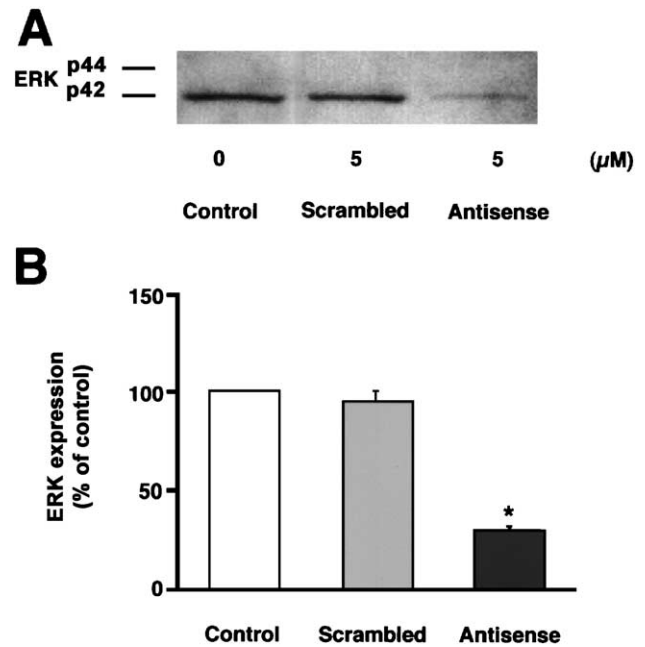 A
ERK p44
p42
0 5 5 (µM)
Control Scrambled Antisense
B
ERK expression
(% of control)
150
100
50
0
*
Control Scrambled Antisense